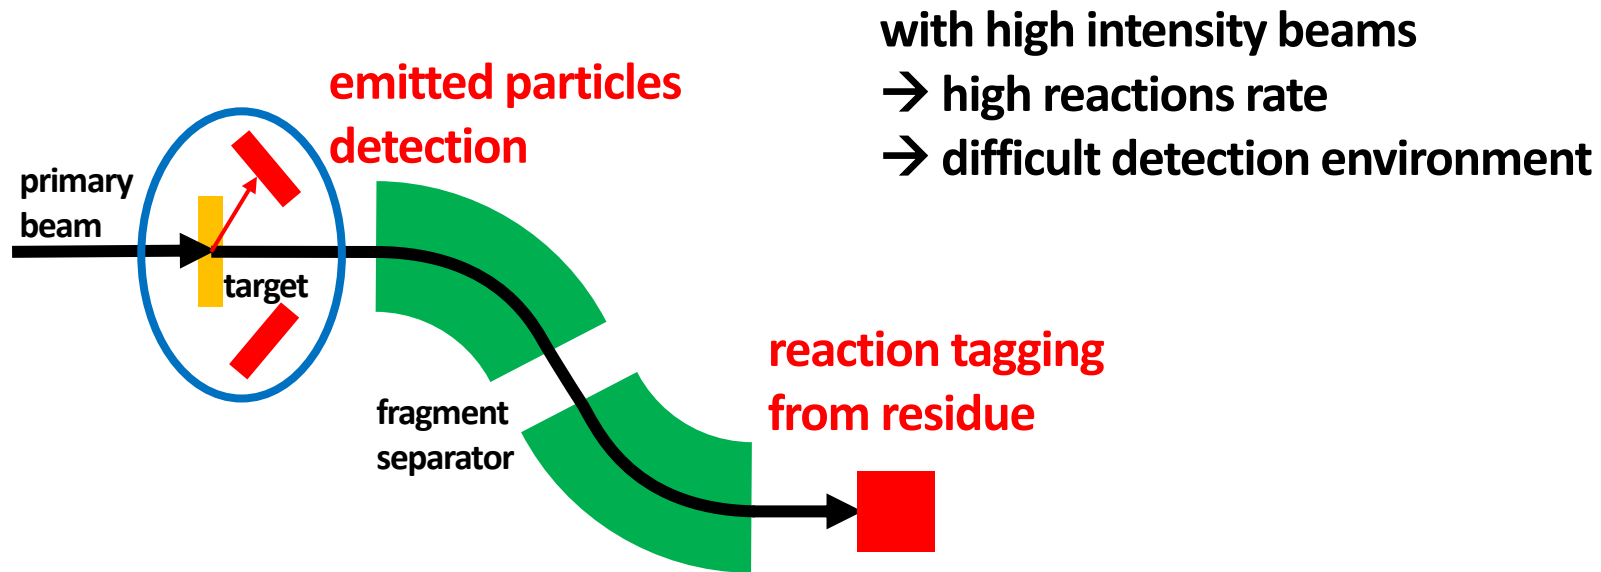 with high intensity beams
→ high reactions rate
→ difficult detection environment
emitted particles
detection
primary
beam
target
fragment
separator
reaction tagging
from residue